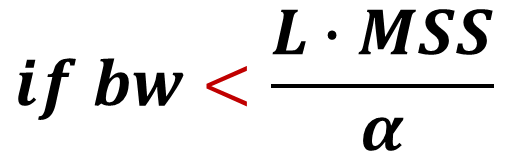 if bw < L · MSS
α